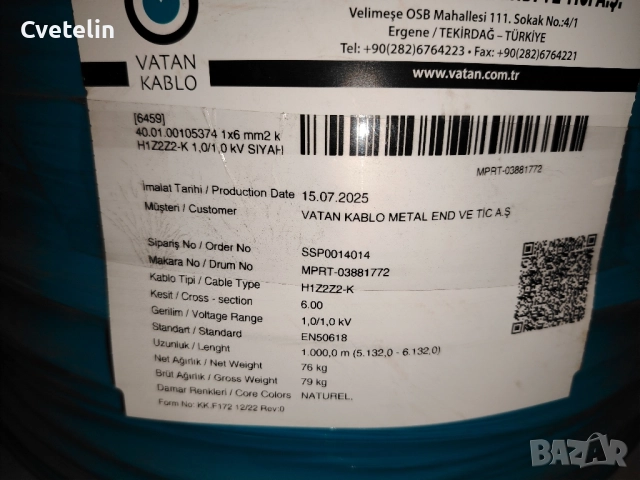 Cvetelin
VE TİC. A.Ş.
Velimeşe OSB Mahallesi 111. Sokak No.:4/1
Ergene / TEKİRDAĞ - TÜRKİYE
Tel: +90(282)6764223 • Fax: +90(282)6764221
www.vatan.com.tr
VATAN
KABLO
[6459]
40.01.00105374 1x6 mm2 k
H1Z2Z2-K 1,0/1,0 kV SIYAH
MPRT-03881772
İmalat Tarihi / Production Date 15.07.2025
Müşteri / Customer VATAN KABLO METAL END VE TİC A.Ş
Sipariş No / Order No SSP0014014
Makara No / Drum No MPRT-03881772
Kablo Tipi / Cable Type H1Z2Z2-K
Kesit / Cross - section 6.00
Gerilim / Voltage Range 1,0/1,0 kV
Standart / Standart EN50618
Uzunluk / Lenght 1.000,0 m (5.132,0 - 6.132,0)
Net Ağırlık / Net Weight 76 kg
Brüt Ağırlık / Gross Weight 79 kg
Damar Renkleri / Core Colors NATUREL.
Form No: KK.F172 12/22 Rev:0
BAZAR